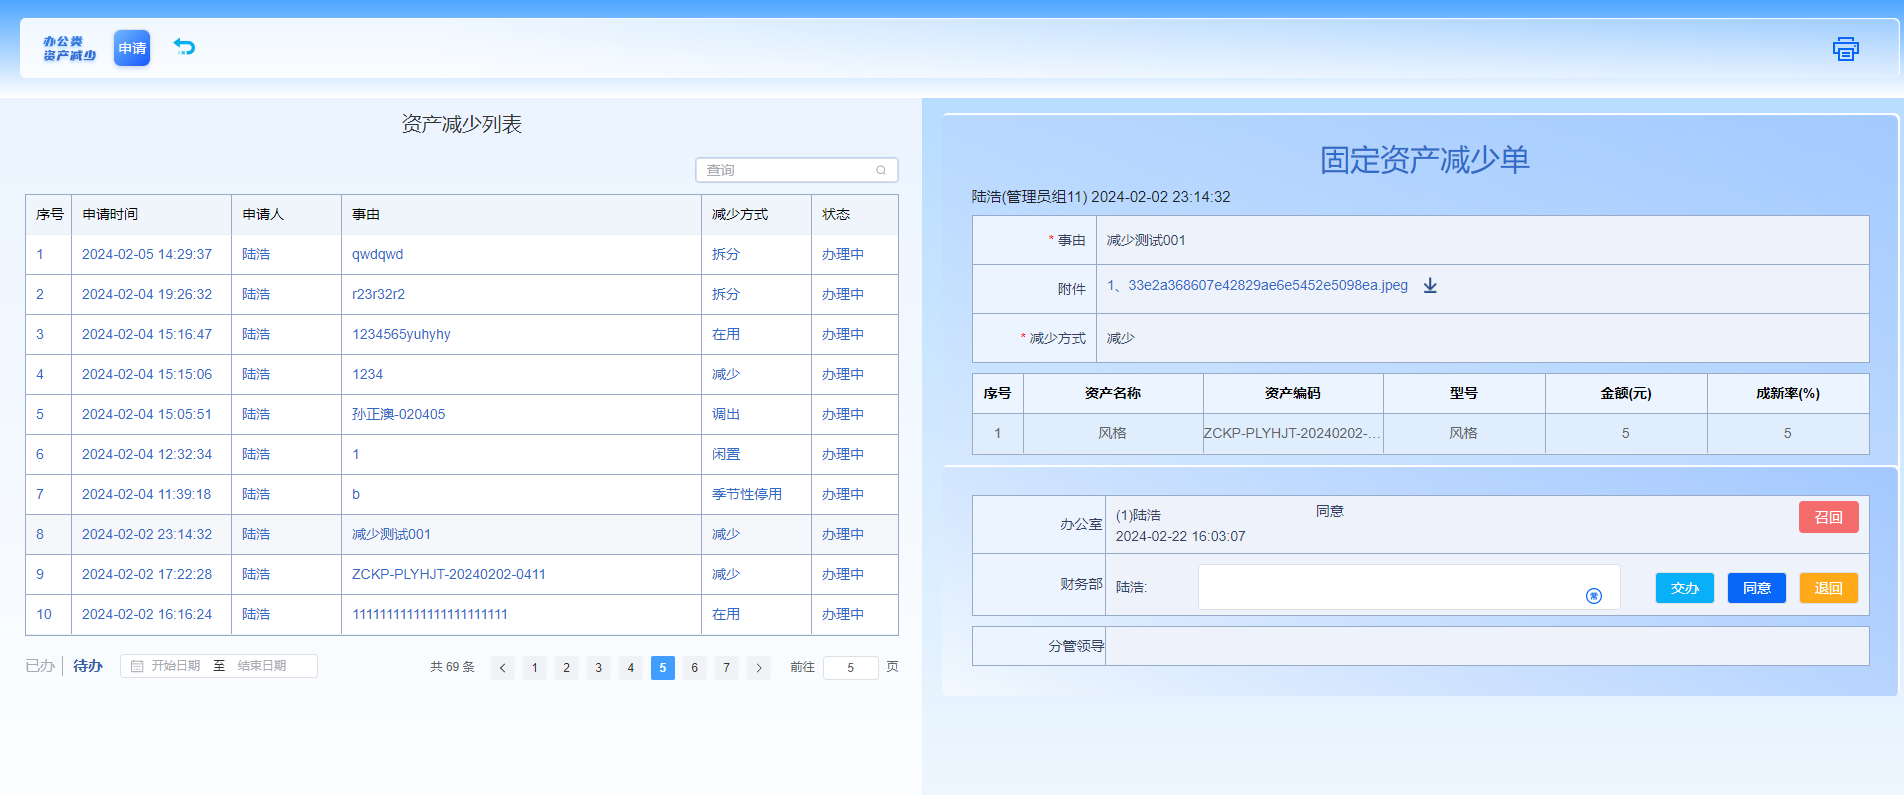 办公类
资产减少
申请
资产减少列表
查询
序号 申请时间 申请人 事由 减少方式 状态
1 2024-02-05 14:29:37 陆浩 qwdqwd 拆分 办理中
2 2024-02-04 19:26:32 陆浩 r23r32r2 拆分 办理中
3 2024-02-04 15:16:47 陆浩 1234565yuhyhy 在用 办理中
4 2024-02-04 15:15:06 陆浩 1234 减少 办理中
5 2024-02-04 15:05:51 陆浩 孙正澳-020405 调出 办理中
6 2024-02-04 12:32:34 陆浩 1 闲置 办理中
7 2024-02-04 11:39:18 陆浩 b 季节性停用 办理中
8 2024-02-02 23:14:32 陆浩 减少测试001 减少 办理中
9 2024-02-02 17:22:28 陆浩 ZCKP-PLYHJT-20240202-0411 减少 办理中
10 2024-02-02 16:16:24 陆浩 11111111111111111111111 在用 办理中
已办 待办 开始日期 至 结束日期 共 69 条 1 2 3 4 5 6 7 前往 5 页
固定资产减少单
陆浩(管理员组11) 2024-02-02 23:14:32
* 事由 减少测试001
附件 1、33e2a368607e42829ae6e5452e5098ea.jpeg
* 减少方式 减少
序号 资产名称 资产编码 型号 金额(元) 成新率(%)
1 风格 ZCKP-PLYHJT-20240202-... 风格 5 5
办公室 (1)陆浩 同意 召回
2024-02-22 16:03:07
财务部 陆浩: 常 交办 同意 退回
分管领导